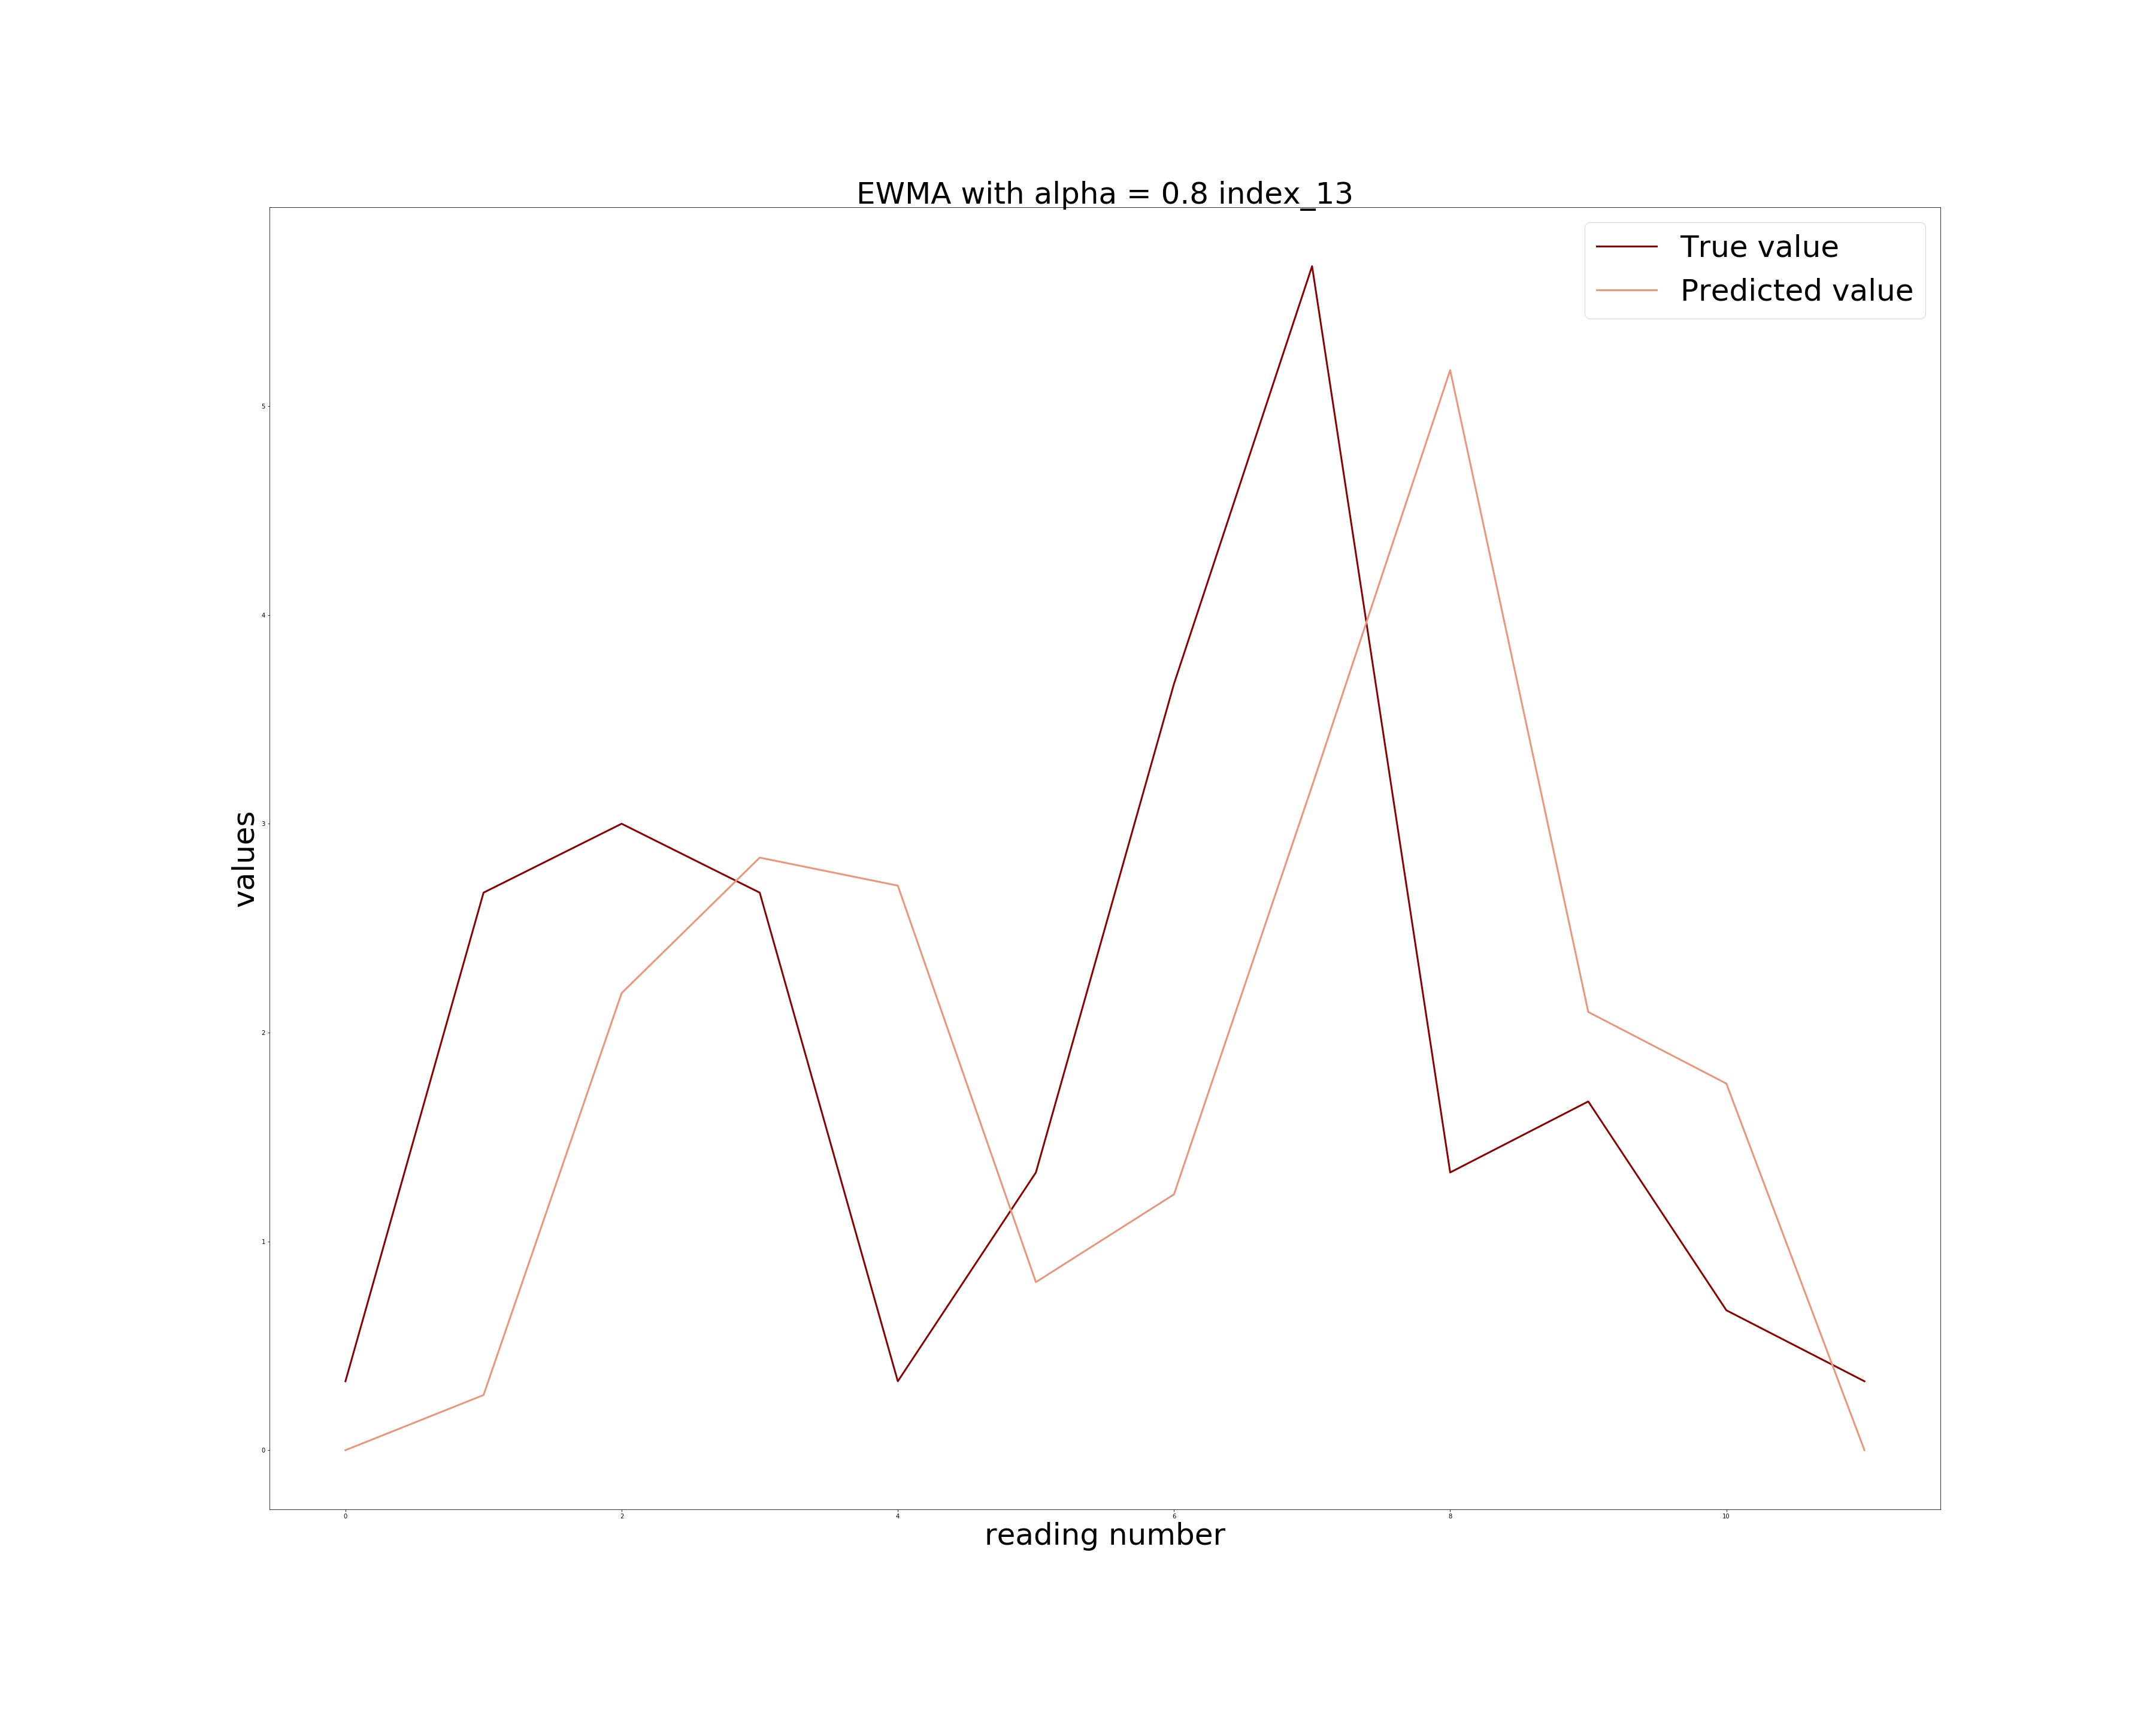 EWMA with alpha = 0.8 index_13
True value
Predicted value
5
4
3
2
1
0
values
0 2 4 6 8 10
reading number